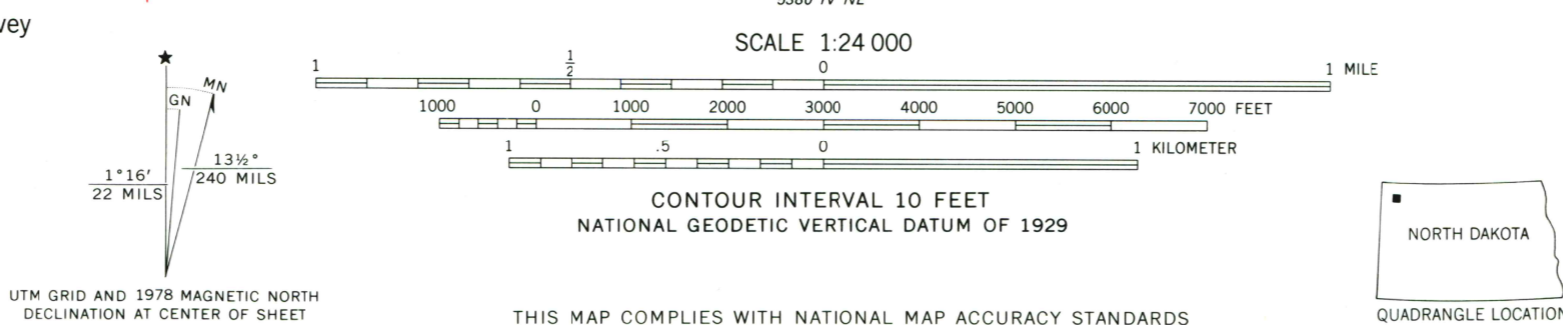 5580 IV NE
SCALE 1:24 000
1 1/2 0 1 MILE
1000 0 1000 2000 3000 4000 5000 6000 7000 FEET
1 .5 0 1 KILOMETER
CONTOUR INTERVAL 10 FEET
NATIONAL GEODETIC VERTICAL DATUM OF 1929
★
MN
GN
13½°
240 MILS
1°16′
22 MILS
UTM GRID AND 1978 MAGNETIC NORTH
DECLINATION AT CENTER OF SHEET
THIS MAP COMPLIES WITH NATIONAL MAP ACCURACY STANDARDS
NORTH DAKOTA
QUADRANGLE LOCATION